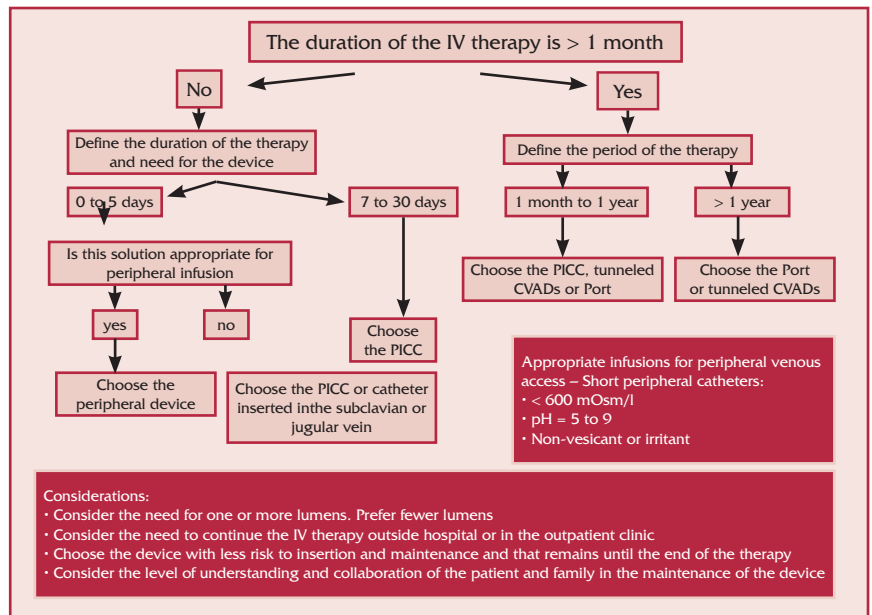 The duration of the IV therapy is > 1 month
No
Yes
Define the duration of the therapy
and need for the device
Define the period of the therapy
0 to 5 days
7 to 30 days
1 month to 1 year
> 1 year
Is this solution appropriate for
peripheral infusion
Choose the PICC, tunneled
CVADs or Port
Choose the Port
or tunneled CVADs
yes
no
Choose
the PICC
Choose the
peripheral device
Choose the PICC or catheter
inserted inthe subclavian or
jugular vein
Appropriate infusions for peripheral venous
access – Short peripheral catheters:
• < 600 mOsm/l
• pH = 5 to 9
• Non-vesicant or irritant
Considerations:
• Consider the need for one or more lumens. Prefer fewer lumens
• Consider the need to continue the IV therapy outside hospital or in the outpatient clinic
• Choose the device with less risk to insertion and maintenance and that remains until the end of the therapy
• Consider the level of understanding and collaboration of the patient and family in the maintenance of the device